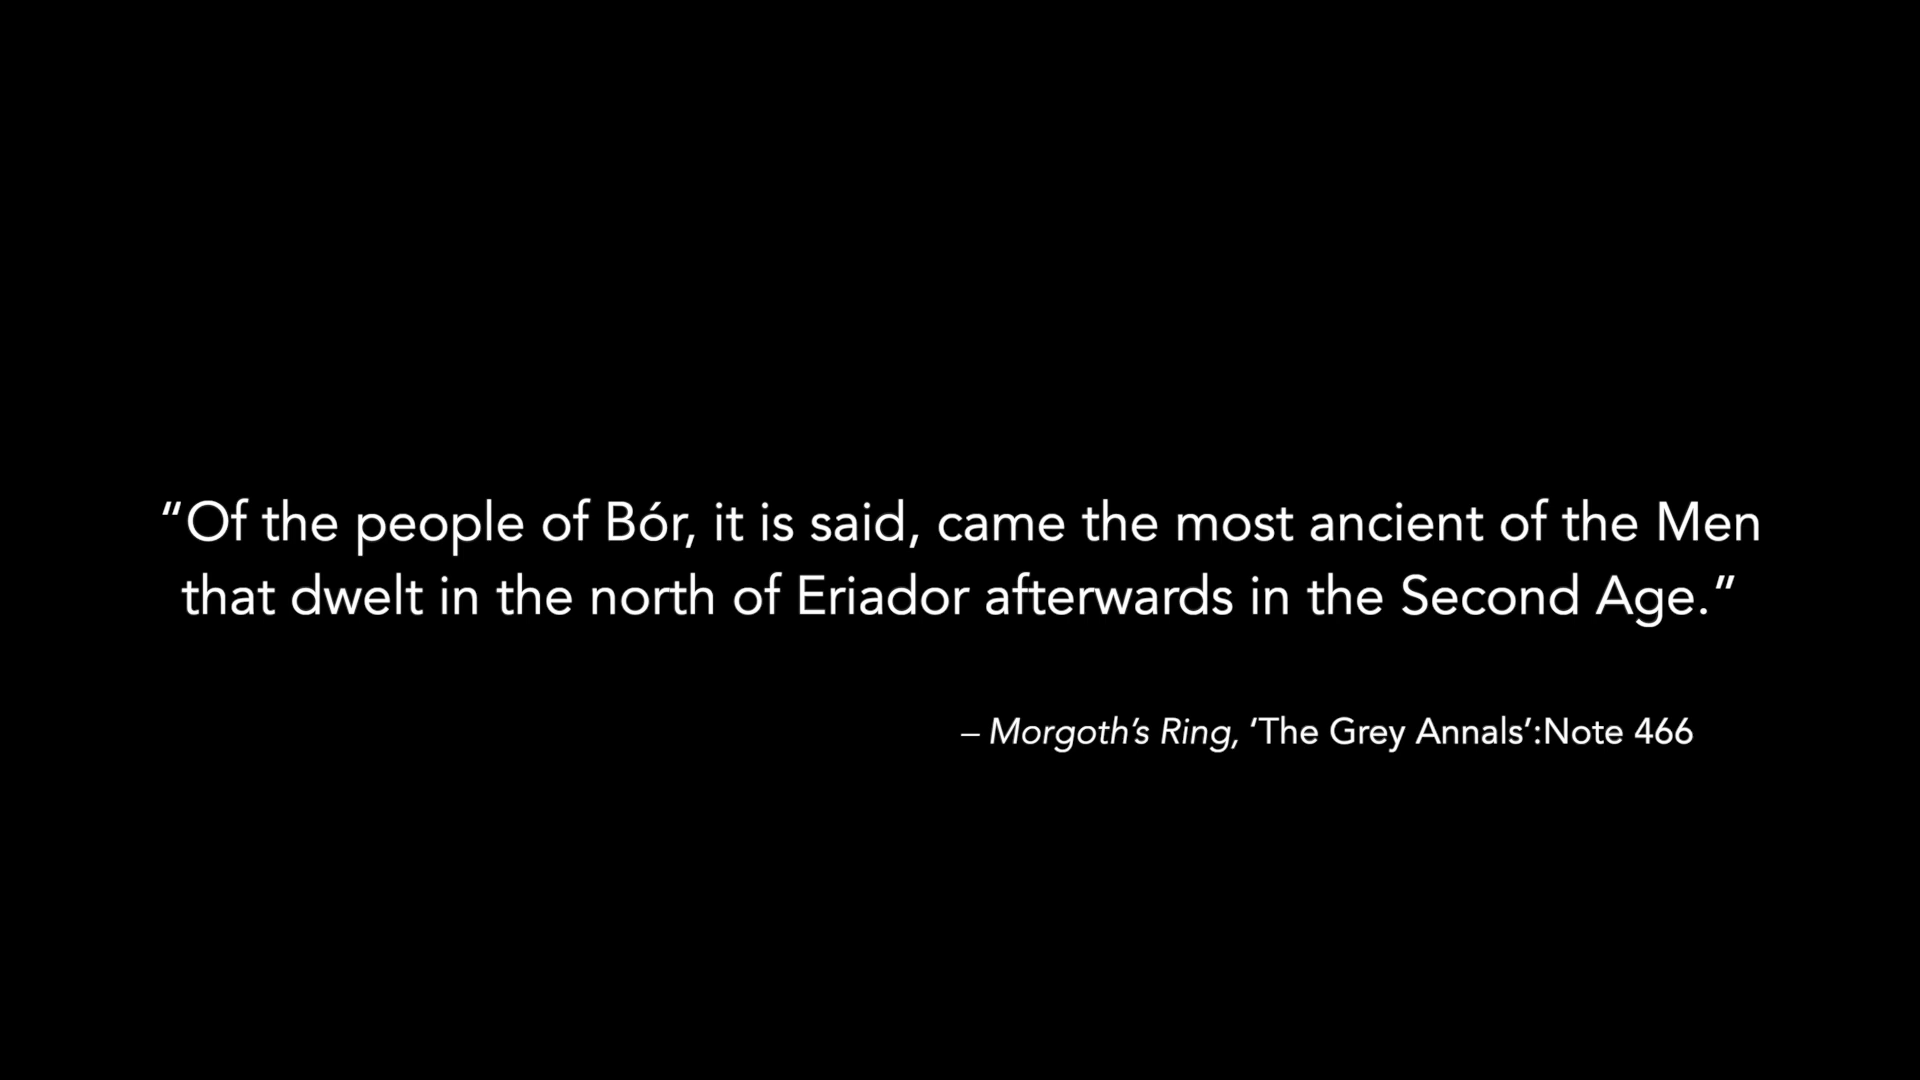 “Of the people of Bór, it is said, came the most ancient of the Men
that dwelt in the north of Eriador afterwards in the Second Age.”
– Morgoth’s Ring, ‘The Grey Annals’:Note 466